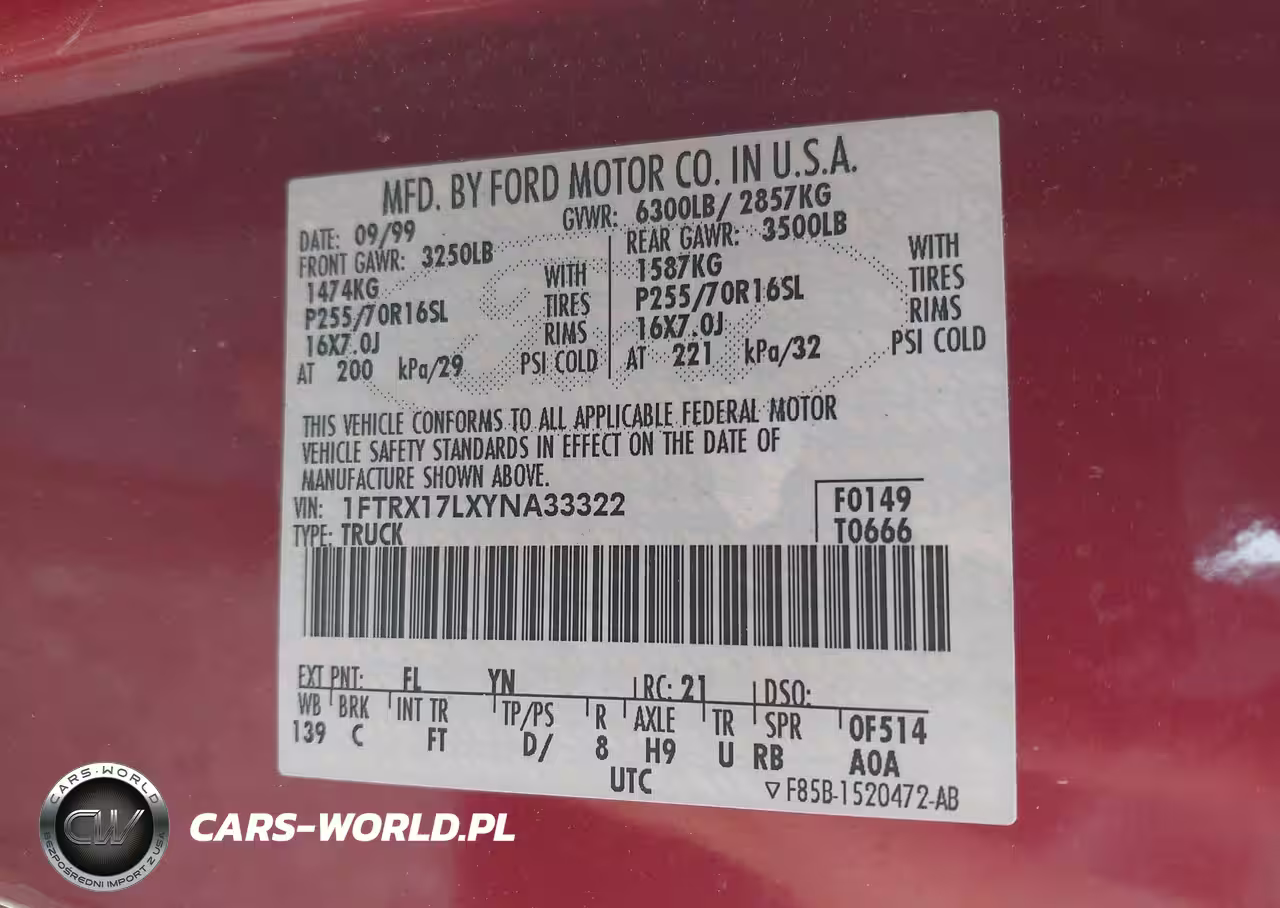 MFD. BY FORD MOTOR CO. IN U.S.A.
DATE: 09/99 GVWR: 6300LB/ 2857KG
FRONT GAWR: 3250LB
1474KG WITH
P255/70R16SL TIRES
16X7.0J RIMS
AT 200 kPa/29 PSI COLD
REAR GAWR: 3500LB
1587KG WITH
P255/70R16SL TIRES
16X7.0J RIMS
AT 221 kPa/32 PSI COLD
THIS VEHICLE CONFORMS TO ALL APPLICABLE FEDERAL MOTOR
VEHICLE SAFETY STANDARDS IN EFFECT ON THE DATE OF
MANUFACTURE SHOWN ABOVE.
VIN: 1FTRX17LXYNA33322 F0149
TYPE: TRUCK T0666
EXT PNT: FL YN RC: 21 DSO:
WB BRK INT TR TP/PS R AXLE TR SPR 0F514
139 C FT D/ 8 H9 U RB A0A
UTC ▽F85B-1520472-AB
CARS-WORLD
CW
BEZPOŚREDNI IMPORT Z USA
CARS-WORLD.PL